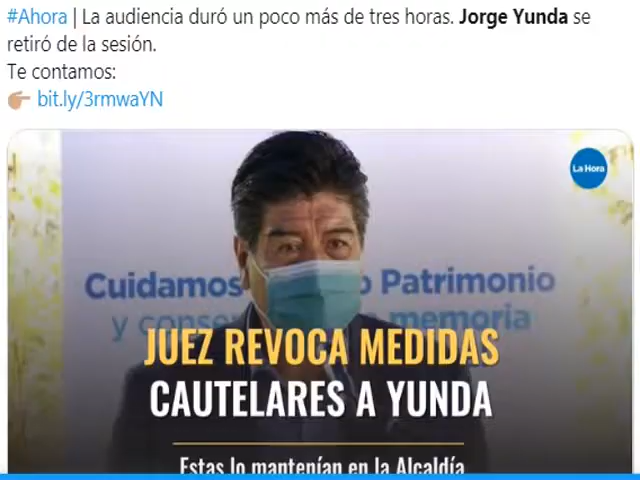 #Ahora | La audiencia duró un poco más de tres horas. Jorge Yunda se
retiró de la sesión.
Te contamos:
👉🏽 bit.ly/3rmwaYN
La Hora
Cuidamos Patrimonio
y conse memoria
JUEZ REVOCA MEDIDAS
CAUTELARES A YUNDA
Estas lo mantenían en la Alcaldía